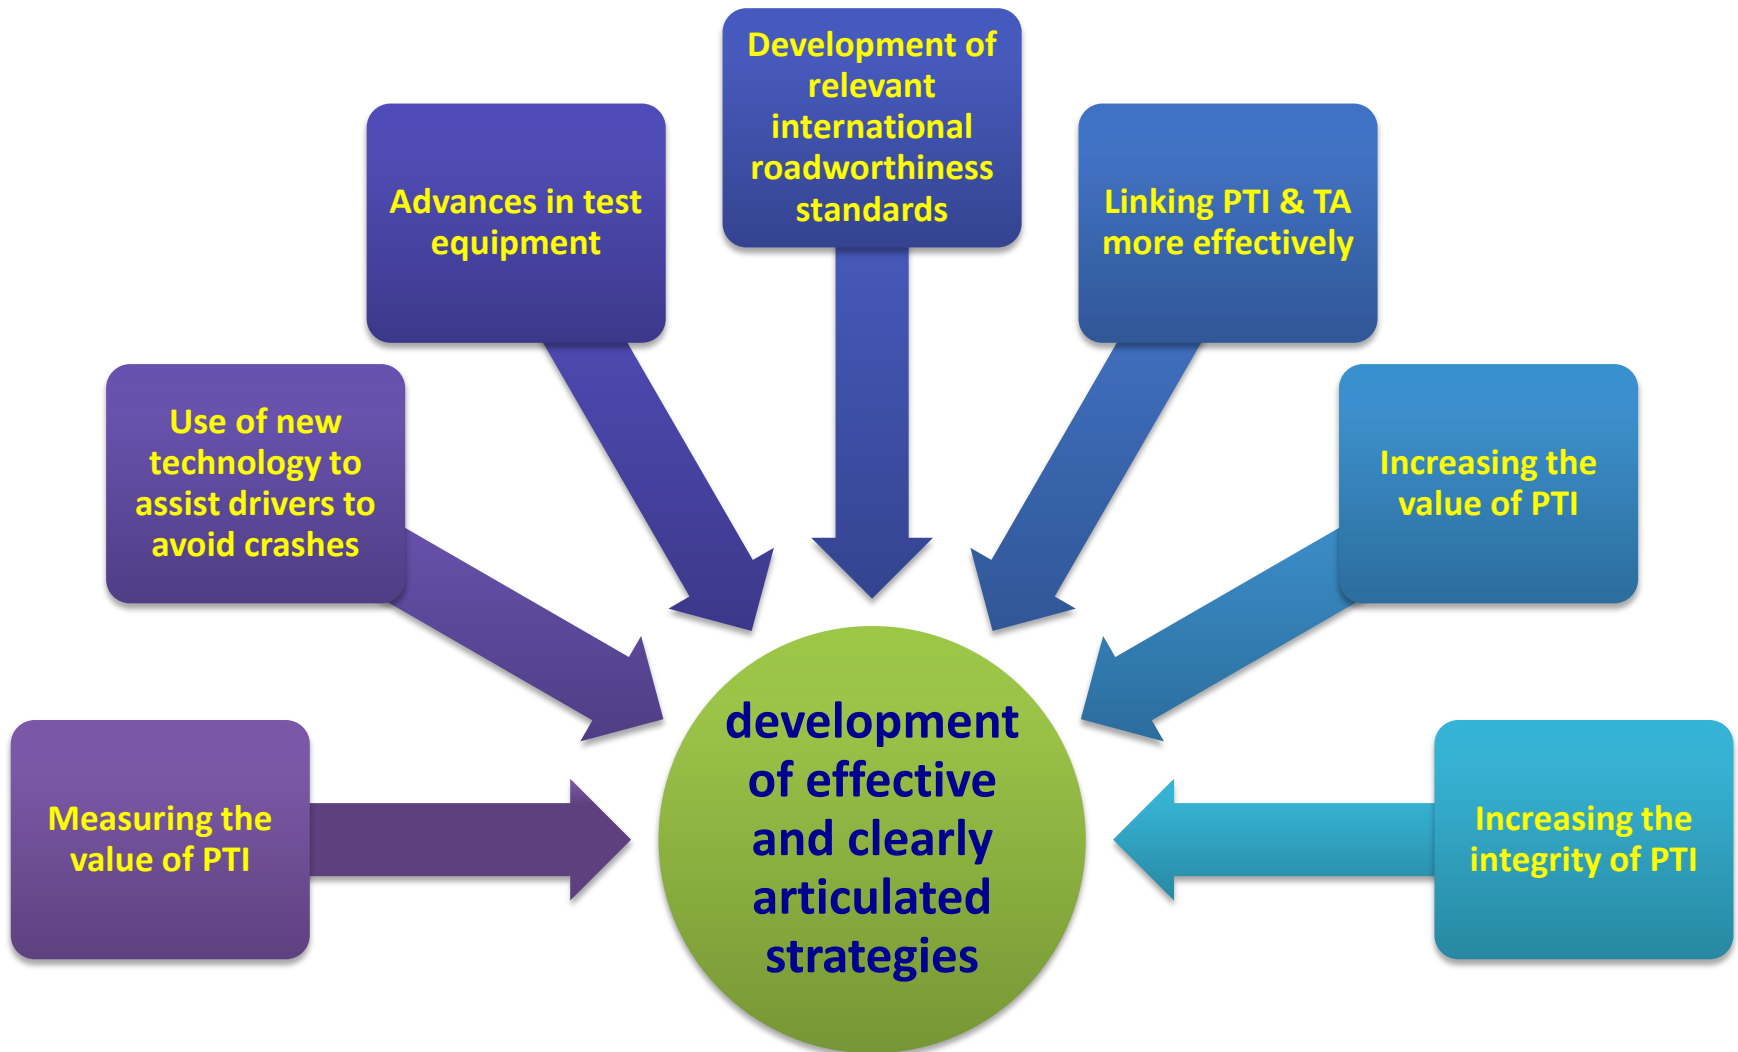 Development of
relevant
international
roadworthiness
standards
Advances in test
equipment
Linking PTI & TA
more effectively
Use of new
technology to
assist drivers to
avoid crashes
Increasing the
value of PTI
Measuring the
value of PTI
development
of effective
and clearly
articulated
strategies
Increasing the
integrity of PTI